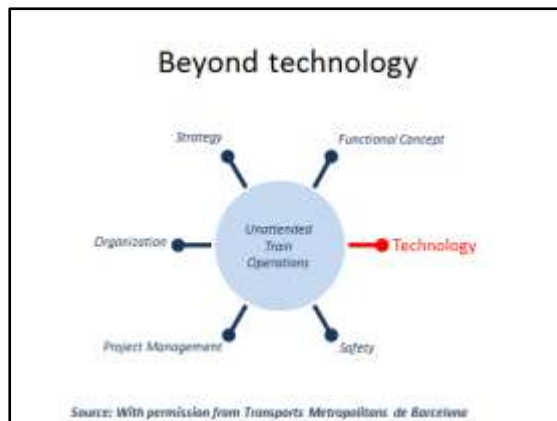 Beyond technology
Strategy
Functional Concept
Unattended
Train
Operations
Organization
Technology
Project Management
Safety
Source: With permission from Transports Metropolitans de Barcelona